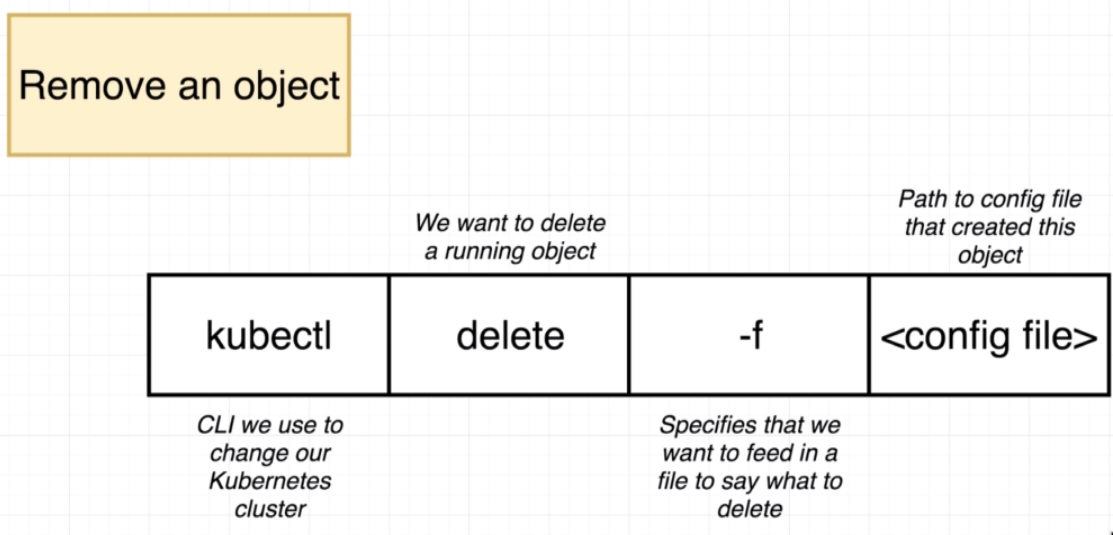 Remove an object
We want to delete
a running object
Path to config file
that created this
object
kubectl
delete
-f
<config file>
CLI we use to
change our
Kubernetes
cluster
Specifies that we
want to feed in a
file to say what to
delete